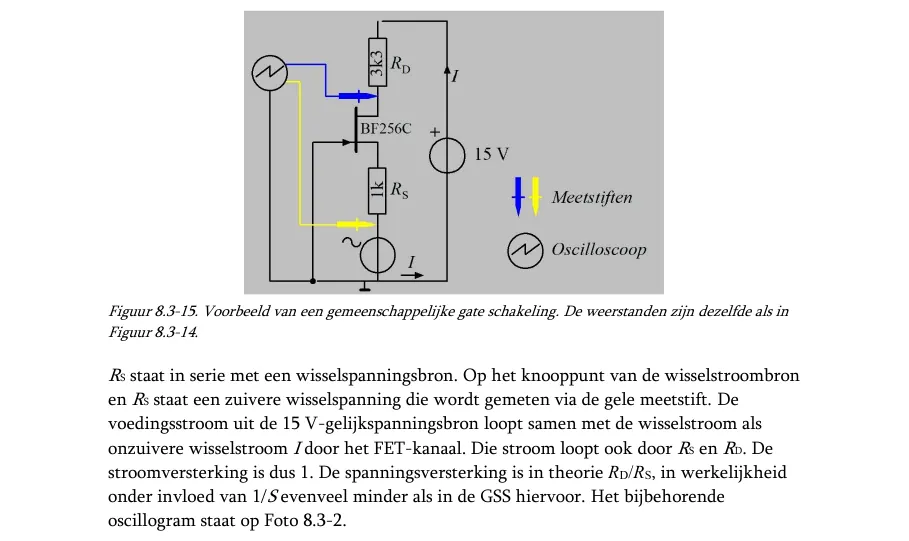 3k3
RD
I
BF256C
+
15 V
1k
RS
Meetstiften
Oscilloscoop
I
Figuur 8.3-15. Voorbeeld van een gemeenschappelijke gate schakeling. De weerstanden zijn dezelfde als in
Figuur 8.3-14.
RS staat in serie met een wisselspanningsbron. Op het knooppunt van de wisselstroombron
en RS staat een zuivere wisselspanning die wordt gemeten via de gele meetstift. De
voedingsstroom uit de 15 V-gelijkspanningsbron loopt samen met de wisselstroom als
onzuivere wisselstroom I door het FET-kanaal. Die stroom loopt ook door RS en RD. De
stroomversterking is dus 1. De spanningsversterking is in theorie RD/RS, in werkelijkheid
onder invloed van 1/S evenveel minder als in de GSS hiervoor. Het bijbehorende
oscillogram staat op Foto 8.3-2.